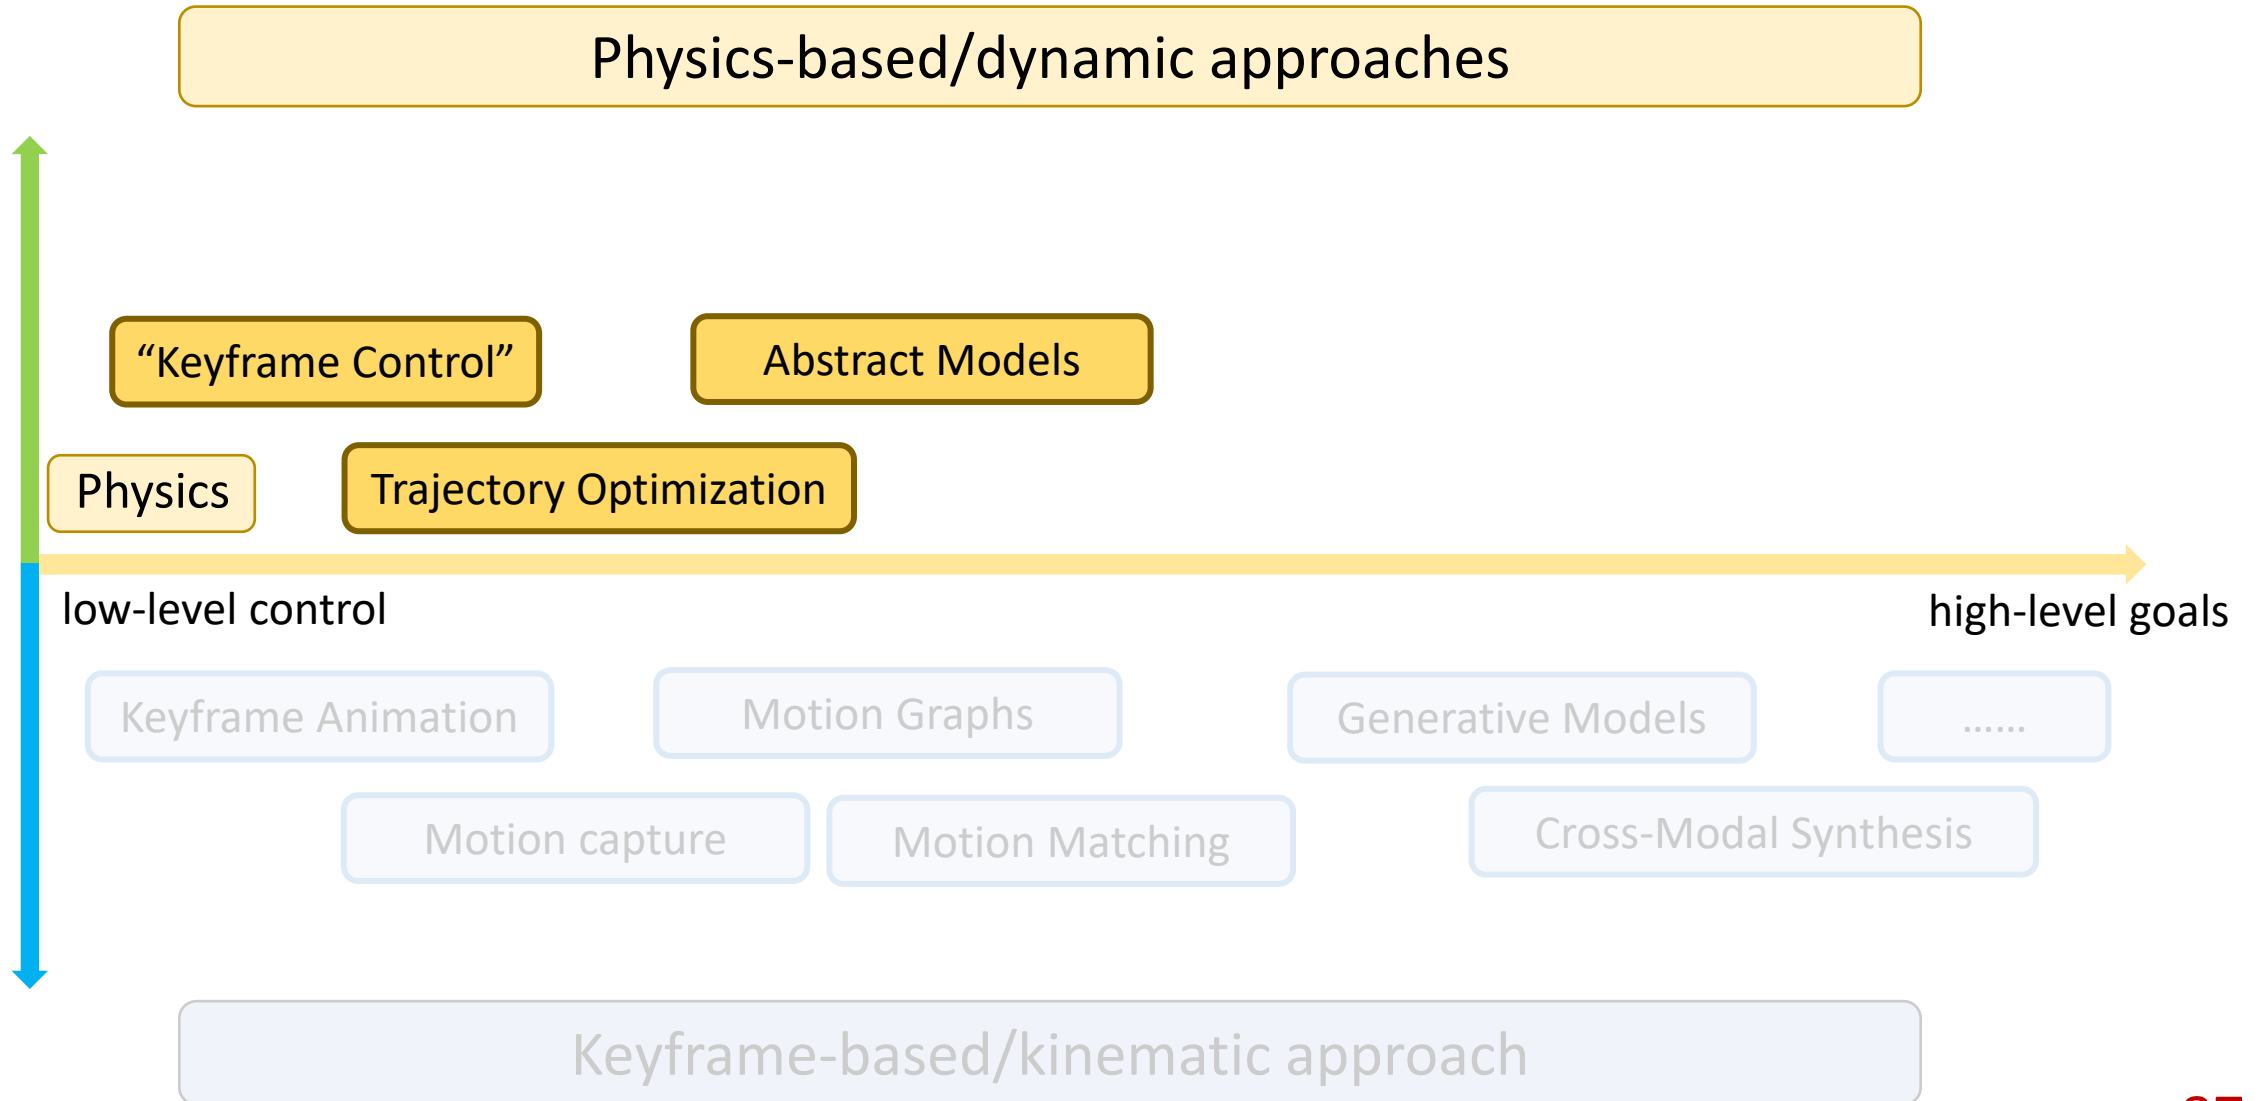 Physics-based/dynamic approaches
“Keyframe Control”
Abstract Models
Physics
Trajectory Optimization
low-level control
high-level goals
Keyframe Animation
Motion Graphs
Generative Models
……
Motion capture
Motion Matching
Cross-Modal Synthesis
Keyframe-based/kinematic approach